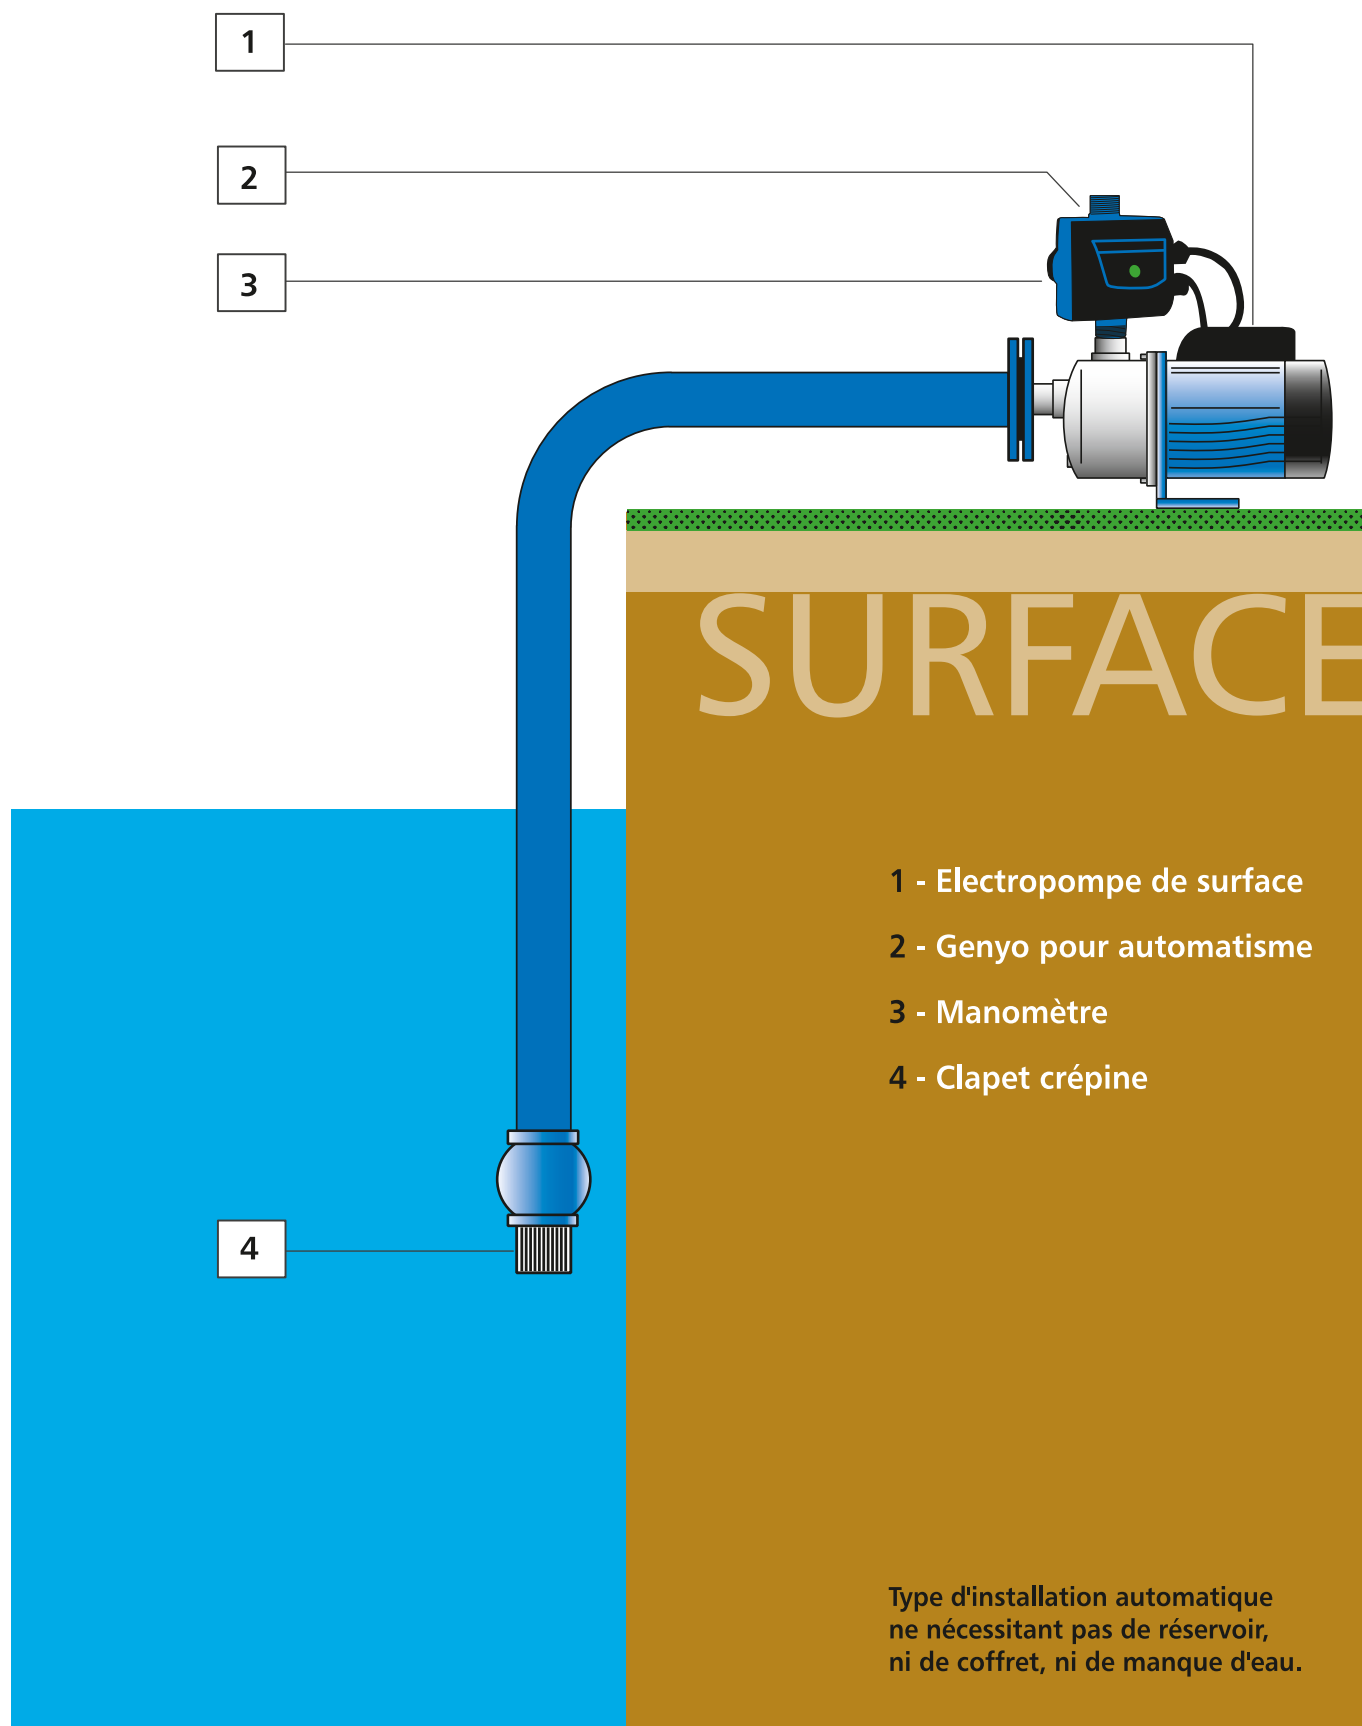 1
2
3
SURFACE
1 - Electropompe de surface
2 - Genyo pour automatisme
3 - Manomètre
4 - Clapet crépine
4
Type d'installation automatique
ne nécessitant pas de réservoir,
ni de coffret, ni de manque d'eau.